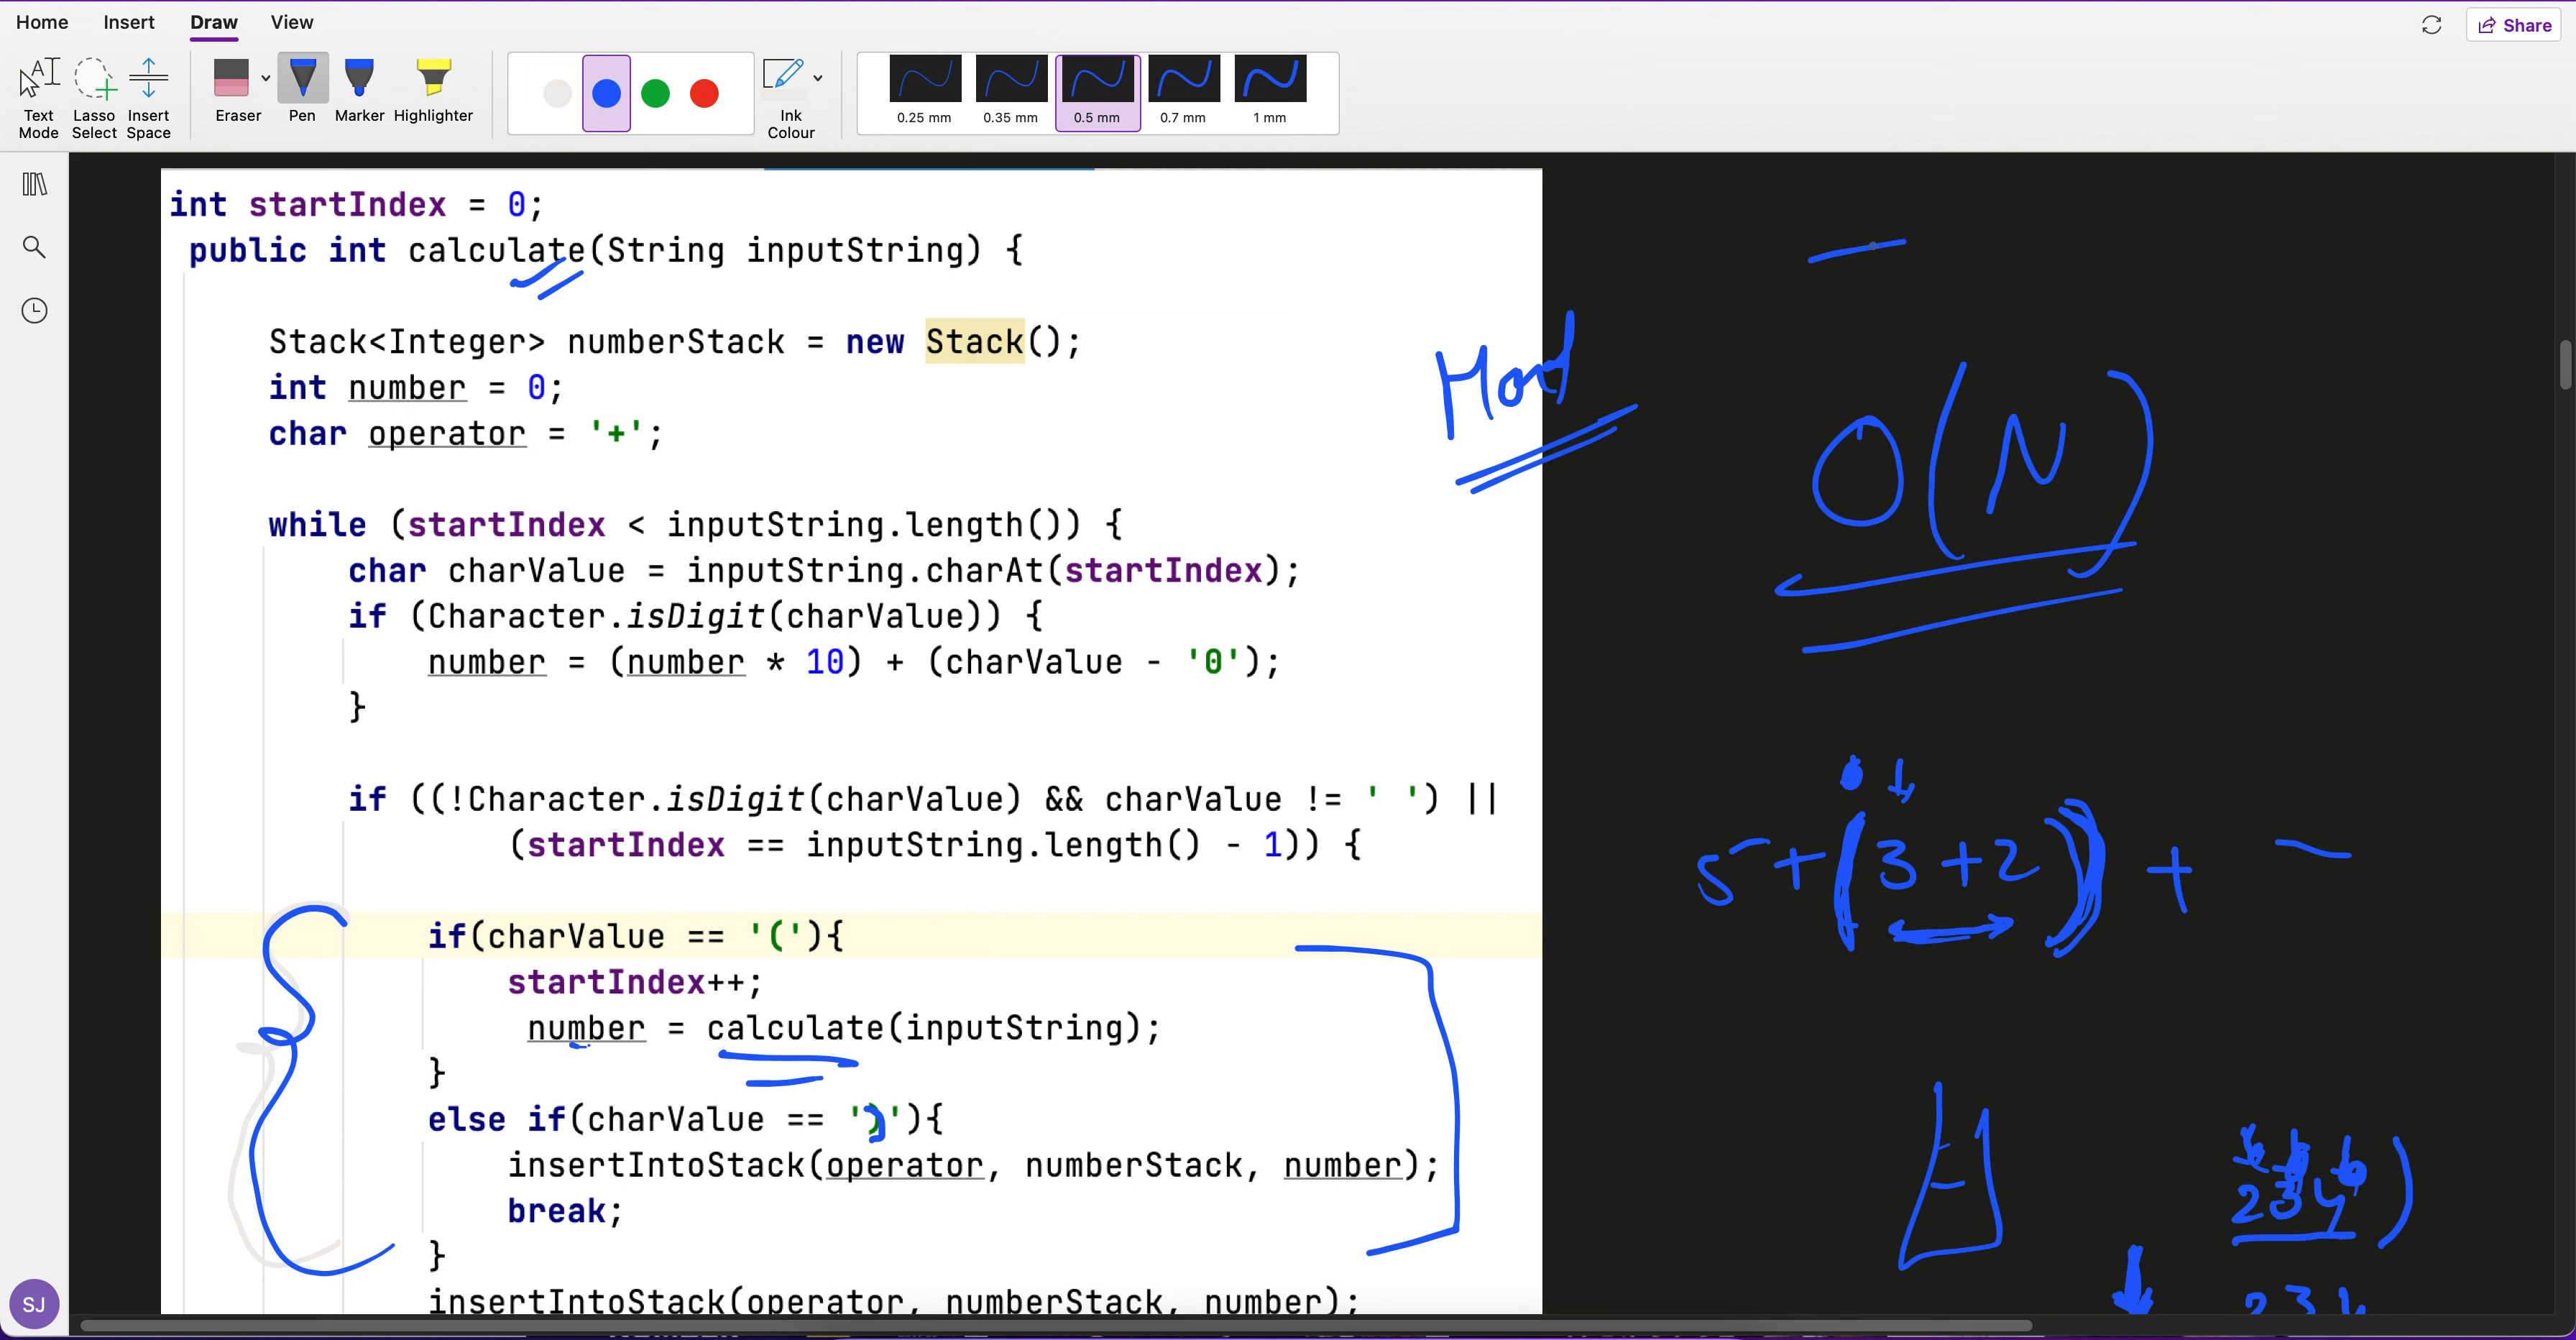 Home Insert Draw View
Share
Text Mode
Lasso Select
Insert Space
Eraser
Pen
Marker
Highlighter
Ink Colour
0.25 mm
0.35 mm
0.5 mm
0.7 mm
1 mm
int startIndex = 0;
public int calculate(String inputString) {
Stack<Integer> numberStack = new Stack();
int number = 0;
char operator = '+';
while (startIndex < inputString.length()) {
char charValue = inputString.charAt(startIndex);
if (Character.isDigit(charValue)) {
number = (number * 10) + (charValue - '0');
}
if ((!Character.isDigit(charValue) && charValue != ' ') ||
(startIndex == inputString.length() - 1)) {
if(charValue == '('){
startIndex++;
number = calculate(inputString);
}
else if(charValue == ')'){
insertIntoStack(operator, numberStack, number);
break;
}
insertIntoStack(operator, numberStack, number);
Hard
O(N)
5 + (3 + 2) + —
234)
SJ